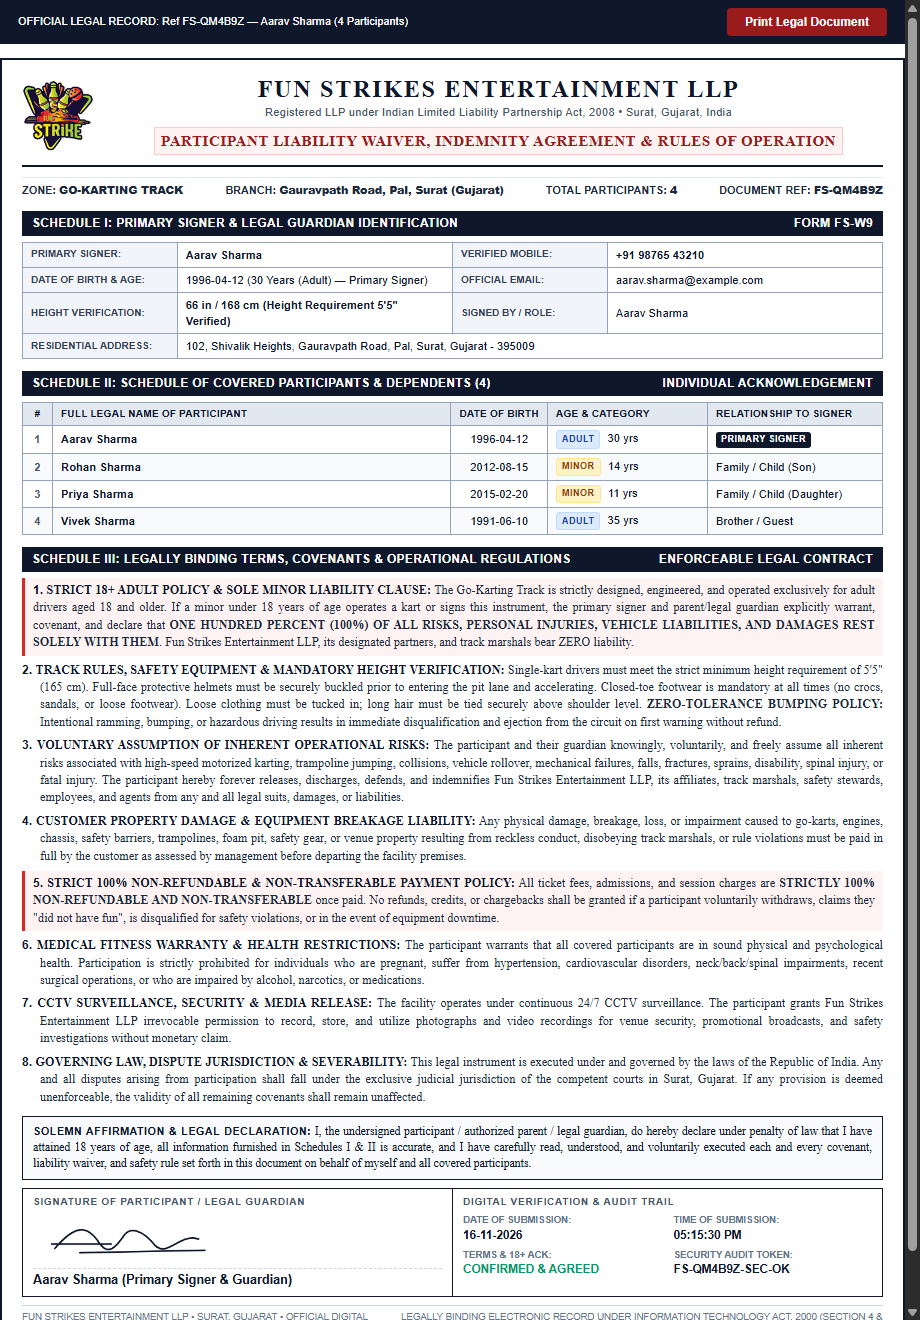 OFFICIAL LEGAL RECORD: Ref FS-QM4B9Z — Aarav Sharma (4 Participants)
Print Legal Document
STRIKE
FUN STRIKES ENTERTAINMENT LLP
Registered LLP under Indian Limited Liability Partnership Act, 2008 • Surat, Gujarat, India
PARTICIPANT LIABILITY WAIVER, INDEMNITY AGREEMENT & RULES OF OPERATION
ZONE: GO-KARTING TRACK BRANCH: Gauravpath Road, Pal, Surat (Gujarat) TOTAL PARTICIPANTS: 4 DOCUMENT REF: FS-QM4B9Z
SCHEDULE I: PRIMARY SIGNER & LEGAL GUARDIAN IDENTIFICATION FORM FS-W9
PRIMARY SIGNER: Aarav Sharma VERIFIED MOBILE: +91 98765 43210
DATE OF BIRTH & AGE: 1996-04-12 (30 Years (Adult) — Primary Signer) OFFICIAL EMAIL: aarav.sharma@example.com
HEIGHT VERIFICATION: 66 in / 168 cm (Height Requirement 5'5"
Verified) SIGNED BY / ROLE: Aarav Sharma
RESIDENTIAL ADDRESS: 102, Shivalik Heights, Gauravpath Road, Pal, Surat, Gujarat - 395009
SCHEDULE II: SCHEDULE OF COVERED PARTICIPANTS & DEPENDENTS (4) INDIVIDUAL ACKNOWLEDGEMENT
# FULL LEGAL NAME OF PARTICIPANT DATE OF BIRTH AGE & CATEGORY RELATIONSHIP TO SIGNER
1 Aarav Sharma 1996-04-12 ADULT 30 yrs PRIMARY SIGNER
2 Rohan Sharma 2012-08-15 MINOR 14 yrs Family / Child (Son)
3 Priya Sharma 2015-02-20 MINOR 11 yrs Family / Child (Daughter)
4 Vivek Sharma 1991-06-10 ADULT 35 yrs Brother / Guest
SCHEDULE III: LEGALLY BINDING TERMS, COVENANTS & OPERATIONAL REGULATIONS ENFORCEABLE LEGAL CONTRACT
1. STRICT 18+ ADULT POLICY & SOLE MINOR LIABILITY CLAUSE: The Go-Karting Track is strictly designed, engineered, and operated exclusively for adult
drivers aged 18 and older. If a minor under 18 years of age operates a kart or signs this instrument, the primary signer and parent/legal guardian explicitly warrant,
covenant, and declare that ONE HUNDRED PERCENT (100%) OF ALL RISKS, PERSONAL INJURIES, VEHICLE LIABILITIES, AND DAMAGES REST
SOLELY WITH THEM. Fun Strikes Entertainment LLP, its designated partners, and track marshals bear ZERO liability.
2. TRACK RULES, SAFETY EQUIPMENT & MANDATORY HEIGHT VERIFICATION: Single-kart drivers must meet the strict minimum height requirement of 5'5"
(165 cm). Full-face protective helmets must be securely buckled prior to entering the pit lane and accelerating. Closed-toe footwear is mandatory at all times (no crocs,
sandals, or loose footwear). Loose clothing must be tucked in; long hair must be tied securely above shoulder level. ZERO-TOLERANCE BUMPING POLICY:
Intentional ramming, bumping, or hazardous driving results in immediate disqualification and ejection from the circuit on first warning without refund.
3. VOLUNTARY ASSUMPTION OF INHERENT OPERATIONAL RISKS: The participant and their guardian knowingly, voluntarily, and freely assume all inherent
risks associated with high-speed motorized karting, trampoline jumping, collisions, vehicle rollover, mechanical failures, falls, fractures, sprains, disability, spinal injury, or
fatal injury. The participant hereby forever releases, discharges, defends, and indemnifies Fun Strikes Entertainment LLP, its affiliates, track marshals, safety stewards,
employees, and agents from any and all legal suits, damages, or liabilities.
4. CUSTOMER PROPERTY DAMAGE & EQUIPMENT BREAKAGE LIABILITY: Any physical damage, breakage, loss, or impairment caused to go-karts, engines,
chassis, safety barriers, trampolines, foam pit, safety gear, or venue property resulting from reckless conduct, disobeying track marshals, or rule violations must be paid in
full by the customer as assessed by management before departing the facility premises.
5. STRICT 100% NON-REFUNDABLE & NON-TRANSFERABLE PAYMENT POLICY: All ticket fees, admissions, and session charges are STRICTLY 100%
NON-REFUNDABLE AND NON-TRANSFERABLE once paid. No refunds, credits, or chargebacks shall be granted if a participant voluntarily withdraws, claims they
"did not have fun", is disqualified for safety violations, or in the event of equipment downtime.
6. MEDICAL FITNESS WARRANTY & HEALTH RESTRICTIONS: The participant warrants that all covered participants are in sound physical and psychological
health. Participation is strictly prohibited for individuals who are pregnant, suffer from hypertension, cardiovascular disorders, neck/back/spinal impairments, recent
surgical operations, or who are impaired by alcohol, narcotics, or medications.
7. CCTV SURVEILLANCE, SECURITY & MEDIA RELEASE: The facility operates under continuous 24/7 CCTV surveillance. The participant grants Fun Strikes
Entertainment LLP irrevocable permission to record, store, and utilize photographs and video recordings for venue security, promotional broadcasts, and safety
investigations without monetary claim.
8. GOVERNING LAW, DISPUTE JURISDICTION & SEVERABILITY: This legal instrument is executed under and governed by the laws of the Republic of India. Any
and all disputes arising from participation shall fall under the exclusive judicial jurisdiction of the competent courts in Surat, Gujarat. If any provision is deemed
unenforceable, the validity of all remaining covenants shall remain unaffected.
SOLEMN AFFIRMATION & LEGAL DECLARATION: I, the undersigned participant / authorized parent / legal guardian, do hereby declare under penalty of law that I have
attained 18 years of age, all information furnished in Schedules I & II is accurate, and I have carefully read, understood, and voluntarily executed each and every covenant,
liability waiver, and safety rule set forth in this document on behalf of myself and all covered participants.
SIGNATURE OF PARTICIPANT / LEGAL GUARDIAN
Aarav Sharma (Primary Signer & Guardian)
DIGITAL VERIFICATION & AUDIT TRAIL
DATE OF SUBMISSION: TIME OF SUBMISSION:
16-11-2026 05:15:30 PM
TERMS & 18+ ACK: SECURITY AUDIT TOKEN:
CONFIRMED & AGREED FS-QM4B9Z-SEC-OK
FUN STRIKES ENTERTAINMENT LLP • SURAT, GUJARAT • OFFICIAL DIGITAL LEGALLY BINDING ELECTRONIC RECORD UNDER INFORMATION TECHNOLOGY ACT, 2000 (SECTION 4 &